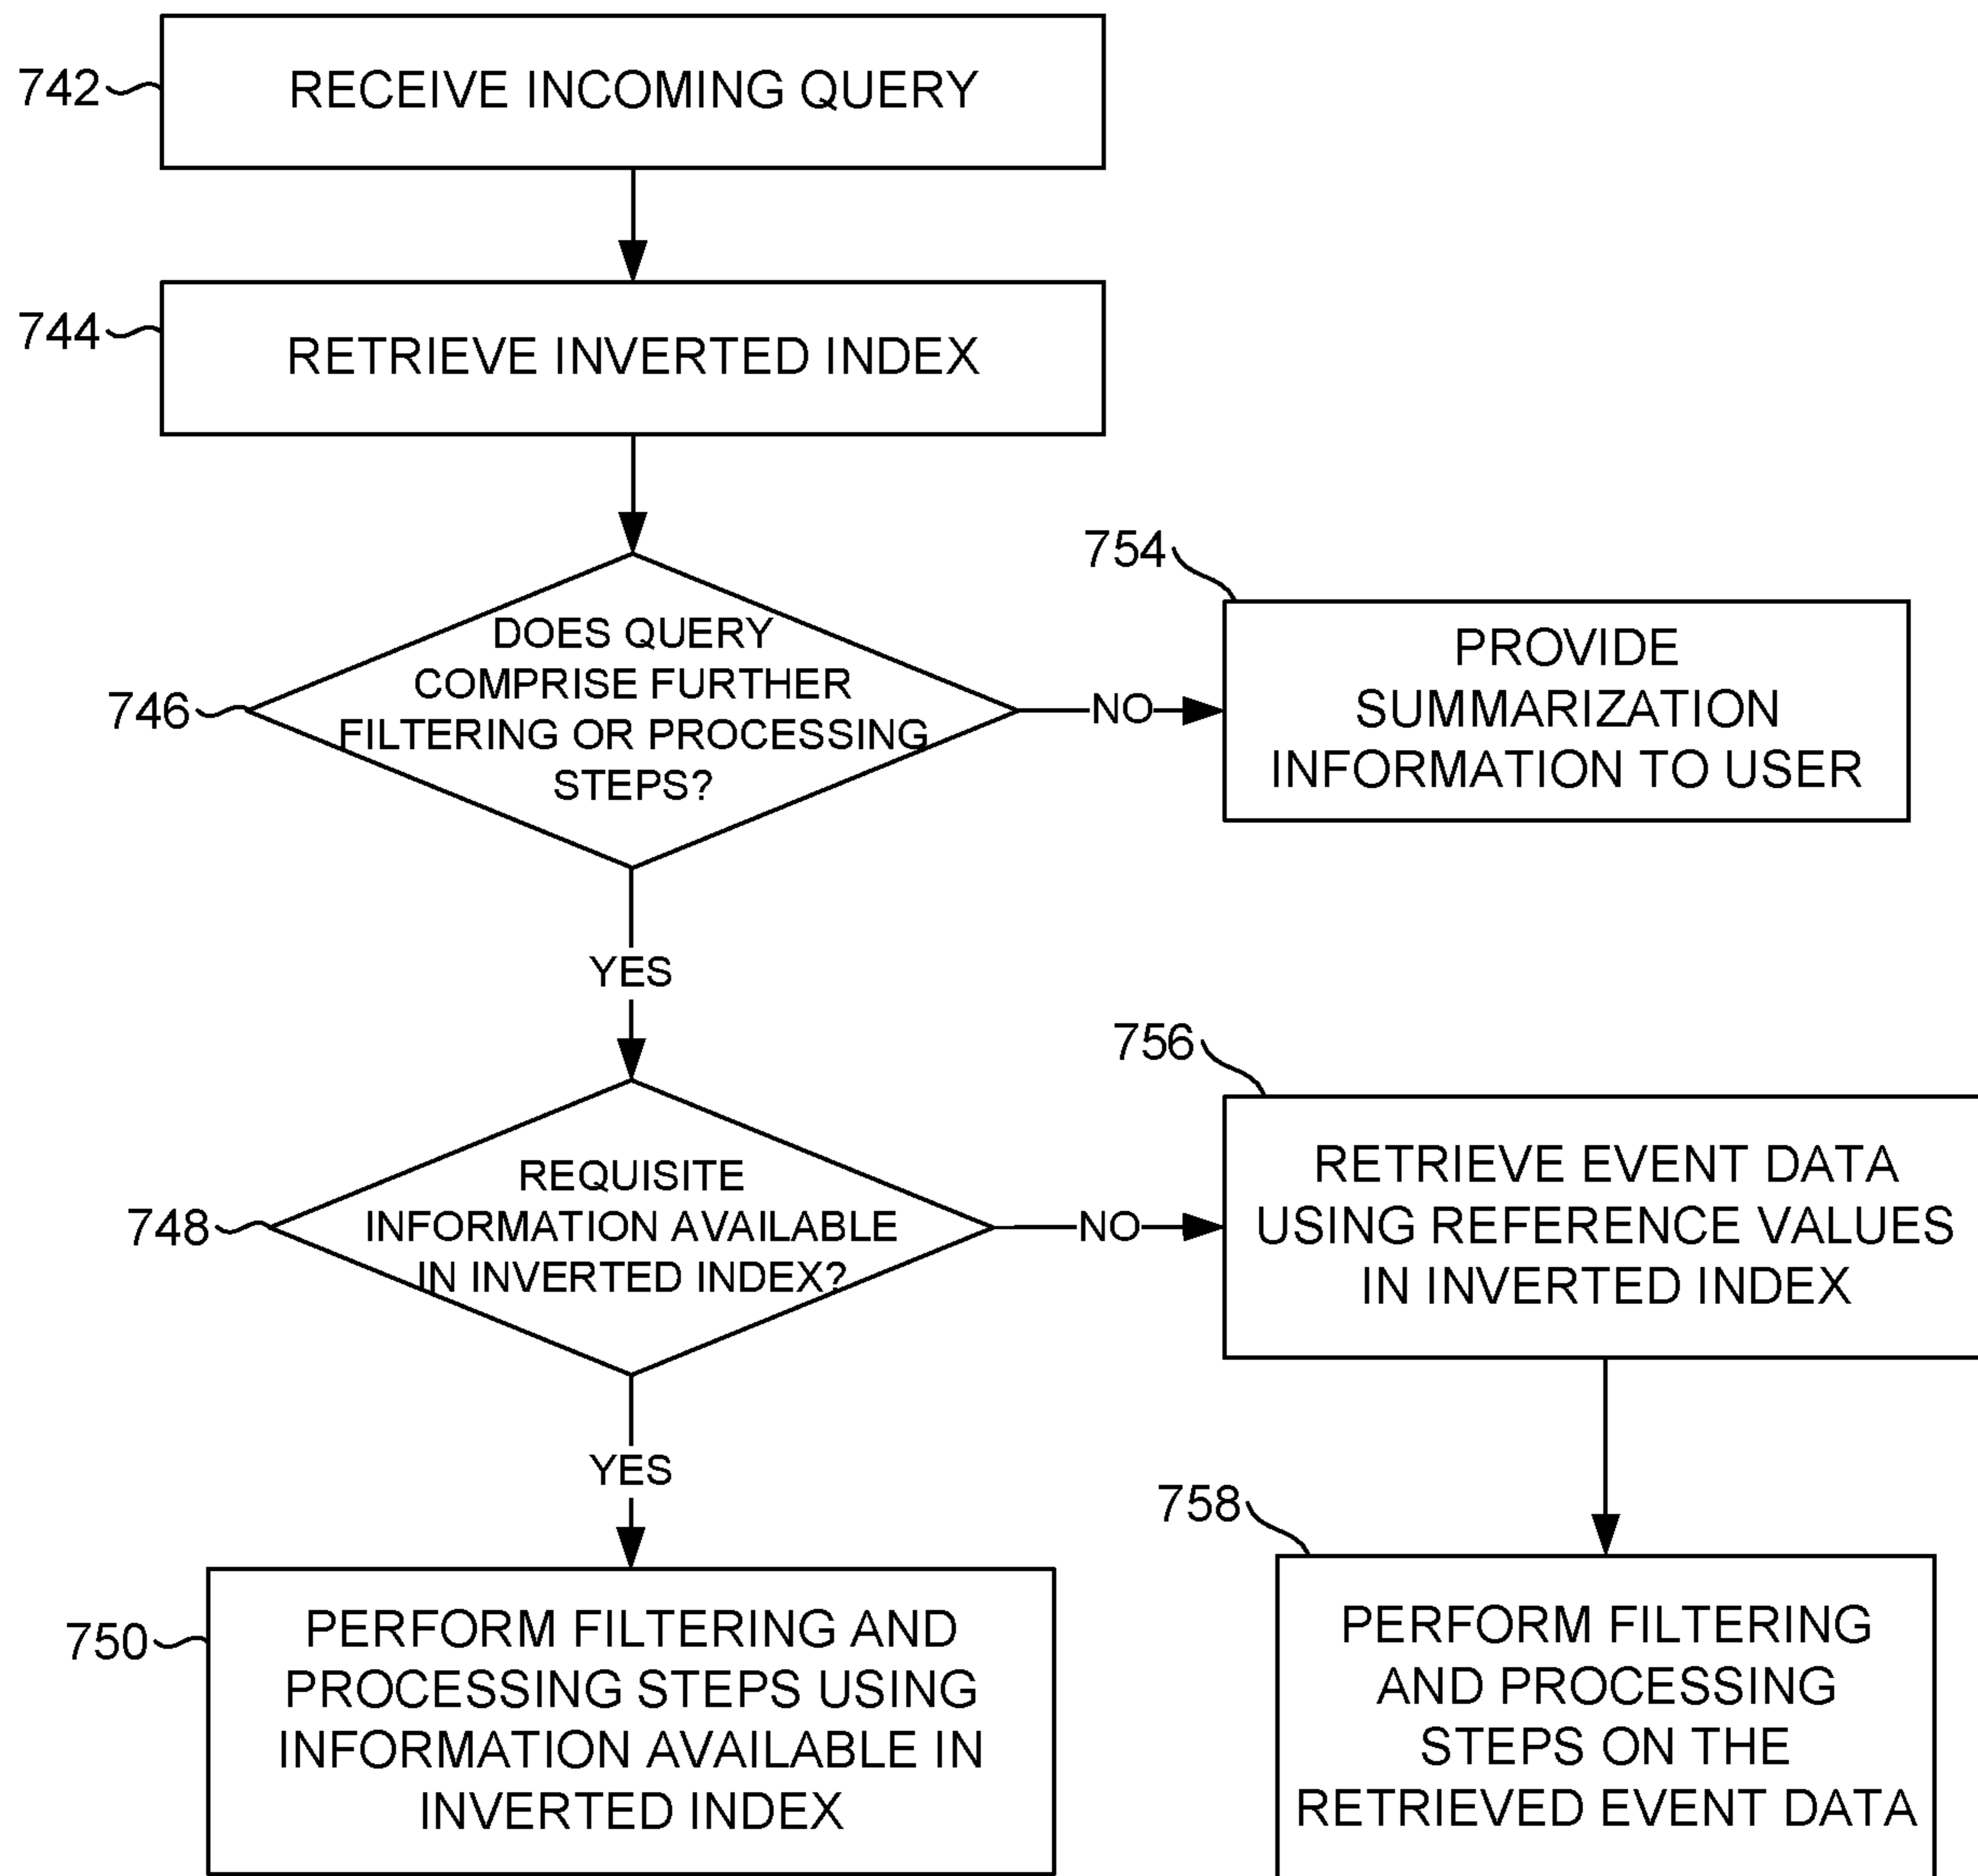 742
RECEIVE INCOMING QUERY
744
RETRIEVE INVERTED INDEX
746
DOES QUERY
COMPRISE FURTHER
FILTERING OR PROCESSING
STEPS?
NO
754
PROVIDE
SUMMARIZATION
INFORMATION TO USER
YES
748
REQUISITE
INFORMATION AVAILABLE
IN INVERTED INDEX?
NO
756
RETRIEVE EVENT DATA
USING REFERENCE VALUES
IN INVERTED INDEX
YES
750
PERFORM FILTERING AND
PROCESSING STEPS USING
INFORMATION AVAILABLE IN
INVERTED INDEX
758
PERFORM FILTERING
AND PROCESSING
STEPS ON THE
RETRIEVED EVENT DATA